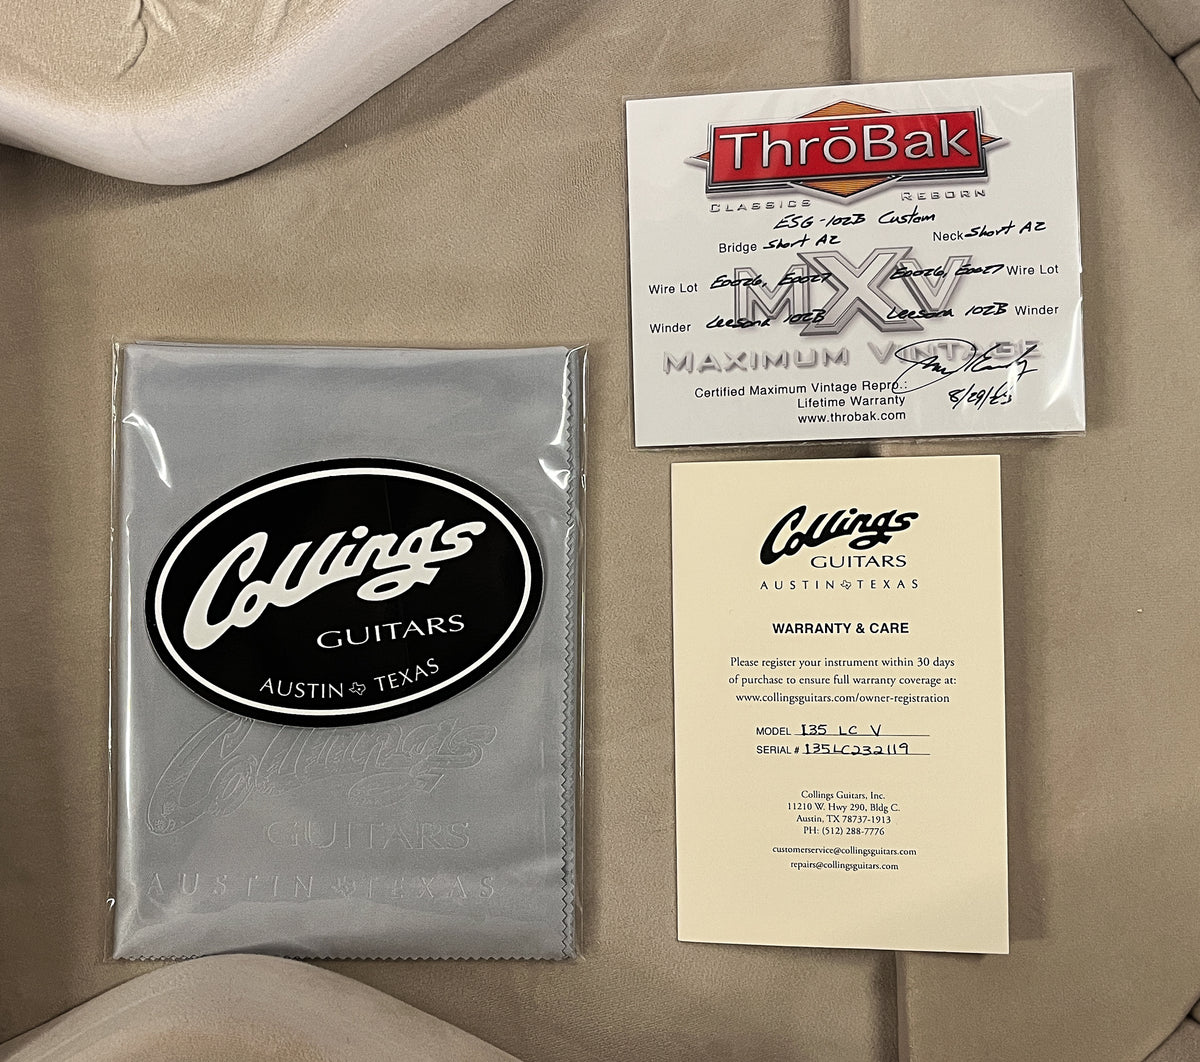 Collings
GUITARS
AUSTIN TEXAS
Collings
GUITARS
AUSTIN TEXAS
ThrōBak
CLASSICS REBORN
ESG-102B Custom
Bridge Short A2 Neck Short A2
MXV
Wire Lot E0026, E0027 E0026, E0027 Wire Lot
Winder Leesona 102B Leesona 102B Winder
MAXIMUM VINTAGE
Certified Maximum Vintage Repro.:
Lifetime Warranty
www.throbak.com
8/29/23
Collings
GUITARS
AUSTIN TEXAS
WARRANTY & CARE
Please register your instrument within 30 days
of purchase to ensure full warranty coverage at:
www.collingsguitars.com/owner-registration
MODEL I35 LC V
SERIAL # I35LC232119
Collings Guitars, Inc.
11210 W. Hwy 290, Bldg C.
Austin, TX 78737-1913
PH: (512) 288-7776
customerservice@collingsguitars.com
repairs@collingsguitars.com